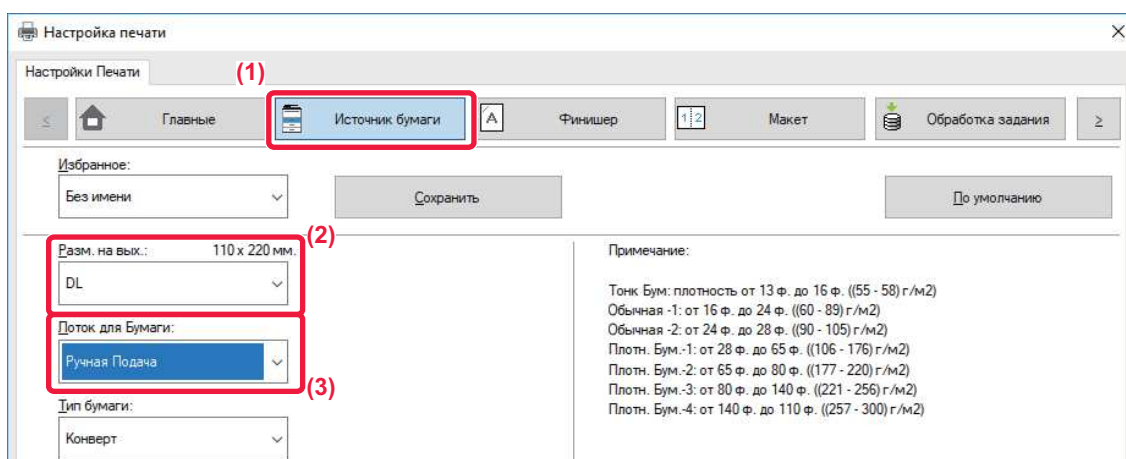 Настройка печати
Настройки Печати
(1)
≤ Главные Источник бумаги A Финишер 1 2 Макет Обработка задания ≥
Избранное:
Без имени Сохранить По умолчанию
(2)
Разм. на вых.: 110 x 220 мм.
DL
Лоток для Бумаги:
Ручная Подача
(3)
Тип бумаги:
Конверт
Примечание:
Тонк Бум: плотность от 13 ф. до 16 ф. ((55 - 58) г/м2)
Обычная -1: от 16 ф. до 24 ф. ((60 - 89) г/м2)
Обычная -2: от 24 ф. до 28 ф. ((90 - 105) г/м2)
Плотн. Бум.-1: от 28 ф. до 65 ф. ((106 - 176) г/м2)
Плотн. Бум.-2: от 65 ф. до 80 ф. ((177 - 220) г/м2)
Плотн. Бум.-3: от 80 ф. до 140 ф. ((221 - 256) г/м2)
Плотн. Бум.-4: от 140 ф. до 110 ф. ((257 - 300) г/м2)